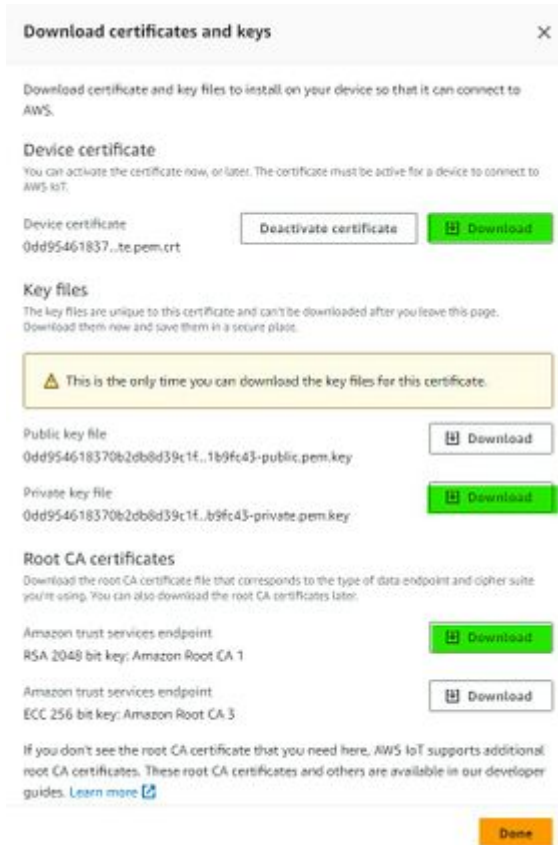 Download certificates and keys
Download certificate and key files to install on your device so that it can connect to
AWS.
Device certificate
You can activate the certificate now, or later. The certificate must be active for a device to connect to
AWS IoT.
Device certificate
0dd95461837...te.pem.crt
Deactivate certificate
Download
Key files
The key files are unique to this certificate and can't be downloaded after you leave this page.
Download them now and save them in a secure place.
This is the only time you can download the key files for this certificate.
Public key file
0dd954618370b2db8d39c1f...1b9fc43-public.pem.key
Download
Private key file
0dd954618370b2db8d39c1f...b9fc43-private.pem.key
Download
Root CA certificates
Download the root CA certificate file that corresponds to the type of data endpoint and cipher suite
you're using. You can also download the root CA certificates later.
Amazon trust services endpoint
RSA 2048 bit key: Amazon Root CA 1
Download
Amazon trust services endpoint
ECC 256 bit key: Amazon Root CA 3
Download
If you don't see the root CA certificate that you need here, AWS IoT supports additional
root CA certificates. These root CA certificates and others are available in our developer
guides. Learn more
Done